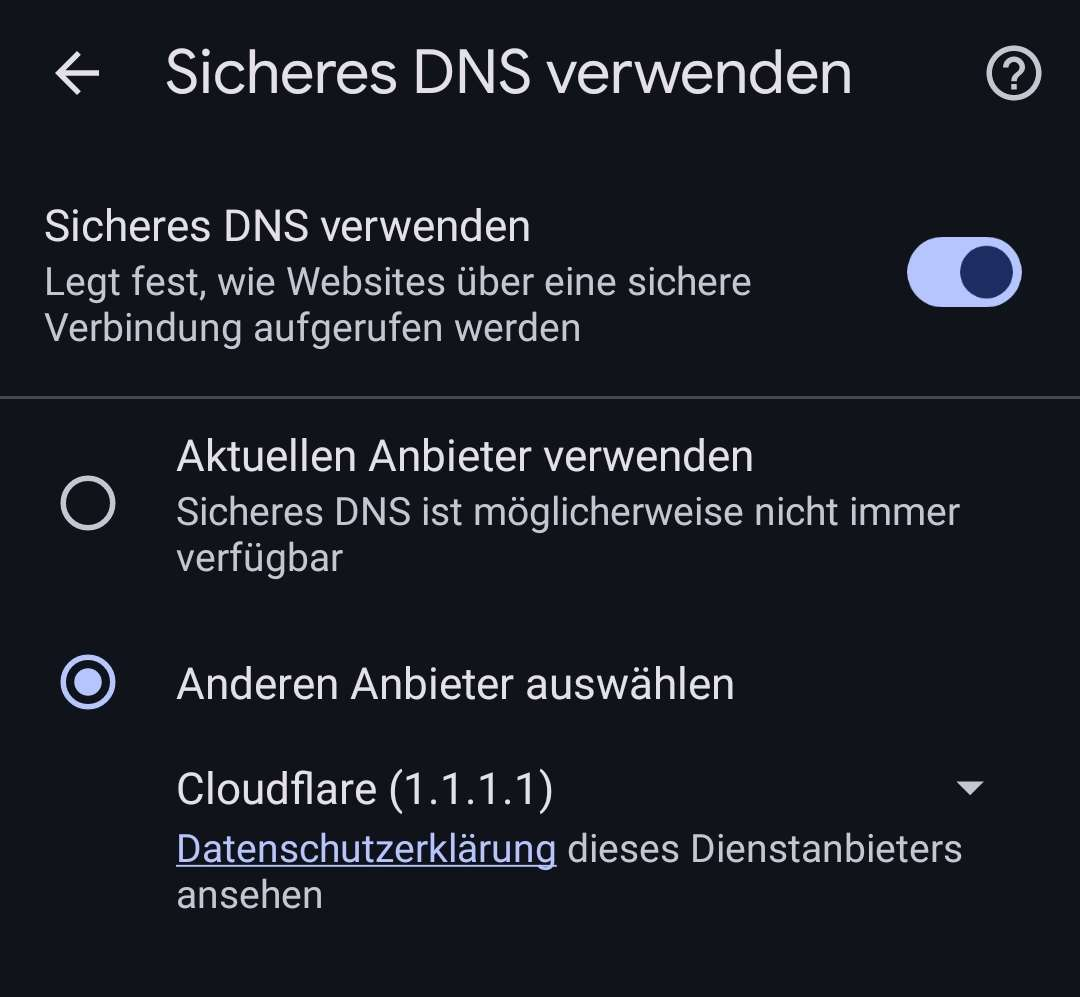 Sicheres DNS verwenden
Sicheres DNS verwenden
Legt fest, wie Websites über eine sichere
Verbindung aufgerufen werden
Aktuellen Anbieter verwenden
Sicheres DNS ist möglicherweise nicht immer
verfügbar
Anderen Anbieter auswählen
Cloudflare (1.1.1.1)
Datenschutzerklärung dieses Dienstanbieters
ansehen